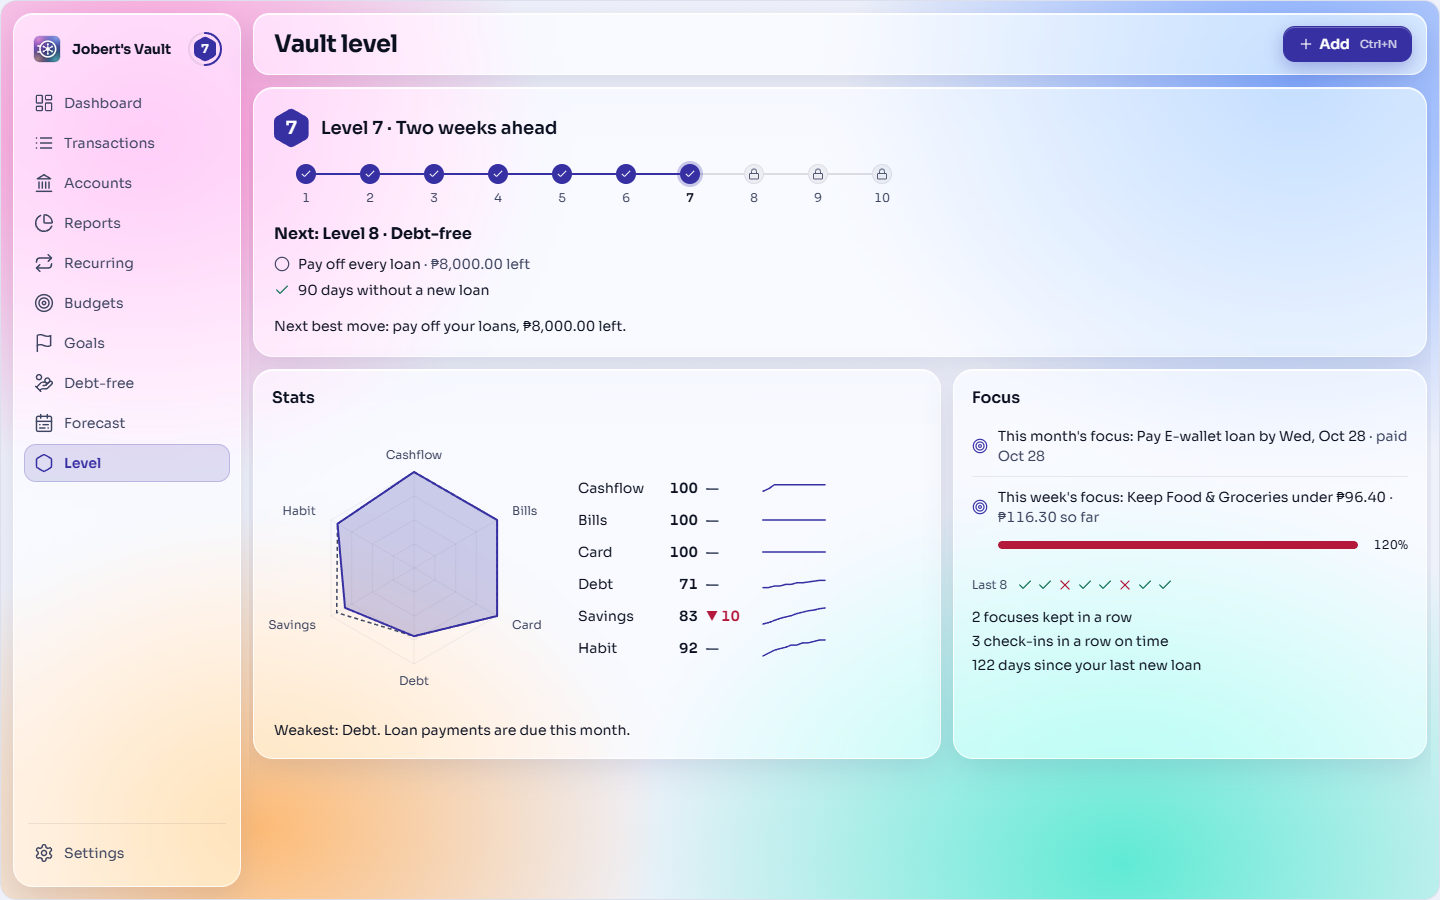 Jobert's Vault
7
Dashboard
Transactions
Accounts
Reports
Recurring
Budgets
Goals
Debt-free
Forecast
Level
Settings
Vault level
+ Add Ctrl+N
7
Level 7 · Two weeks ahead
1 2 3 4 5 6 7 8 9 10
Next: Level 8 · Debt-free
Pay off every loan · ₱8,000.00 left
90 days without a new loan
Next best move: pay off your loans, ₱8,000.00 left.
Stats
Cashflow
Habit
Bills
Savings
Card
Debt
Cashflow 100 —
Bills 100 —
Card 100 —
Debt 71 —
Savings 83 ▼10
Habit 92 —
Weakest: Debt. Loan payments are due this month.
Focus
This month's focus: Pay E-wallet loan by Wed, Oct 28 · paid
Oct 28
This week's focus: Keep Food & Groceries under ₱96.40 ·
₱116.30 so far
120%
Last 8
2 focuses kept in a row
3 check-ins in a row on time
122 days since your last new loan